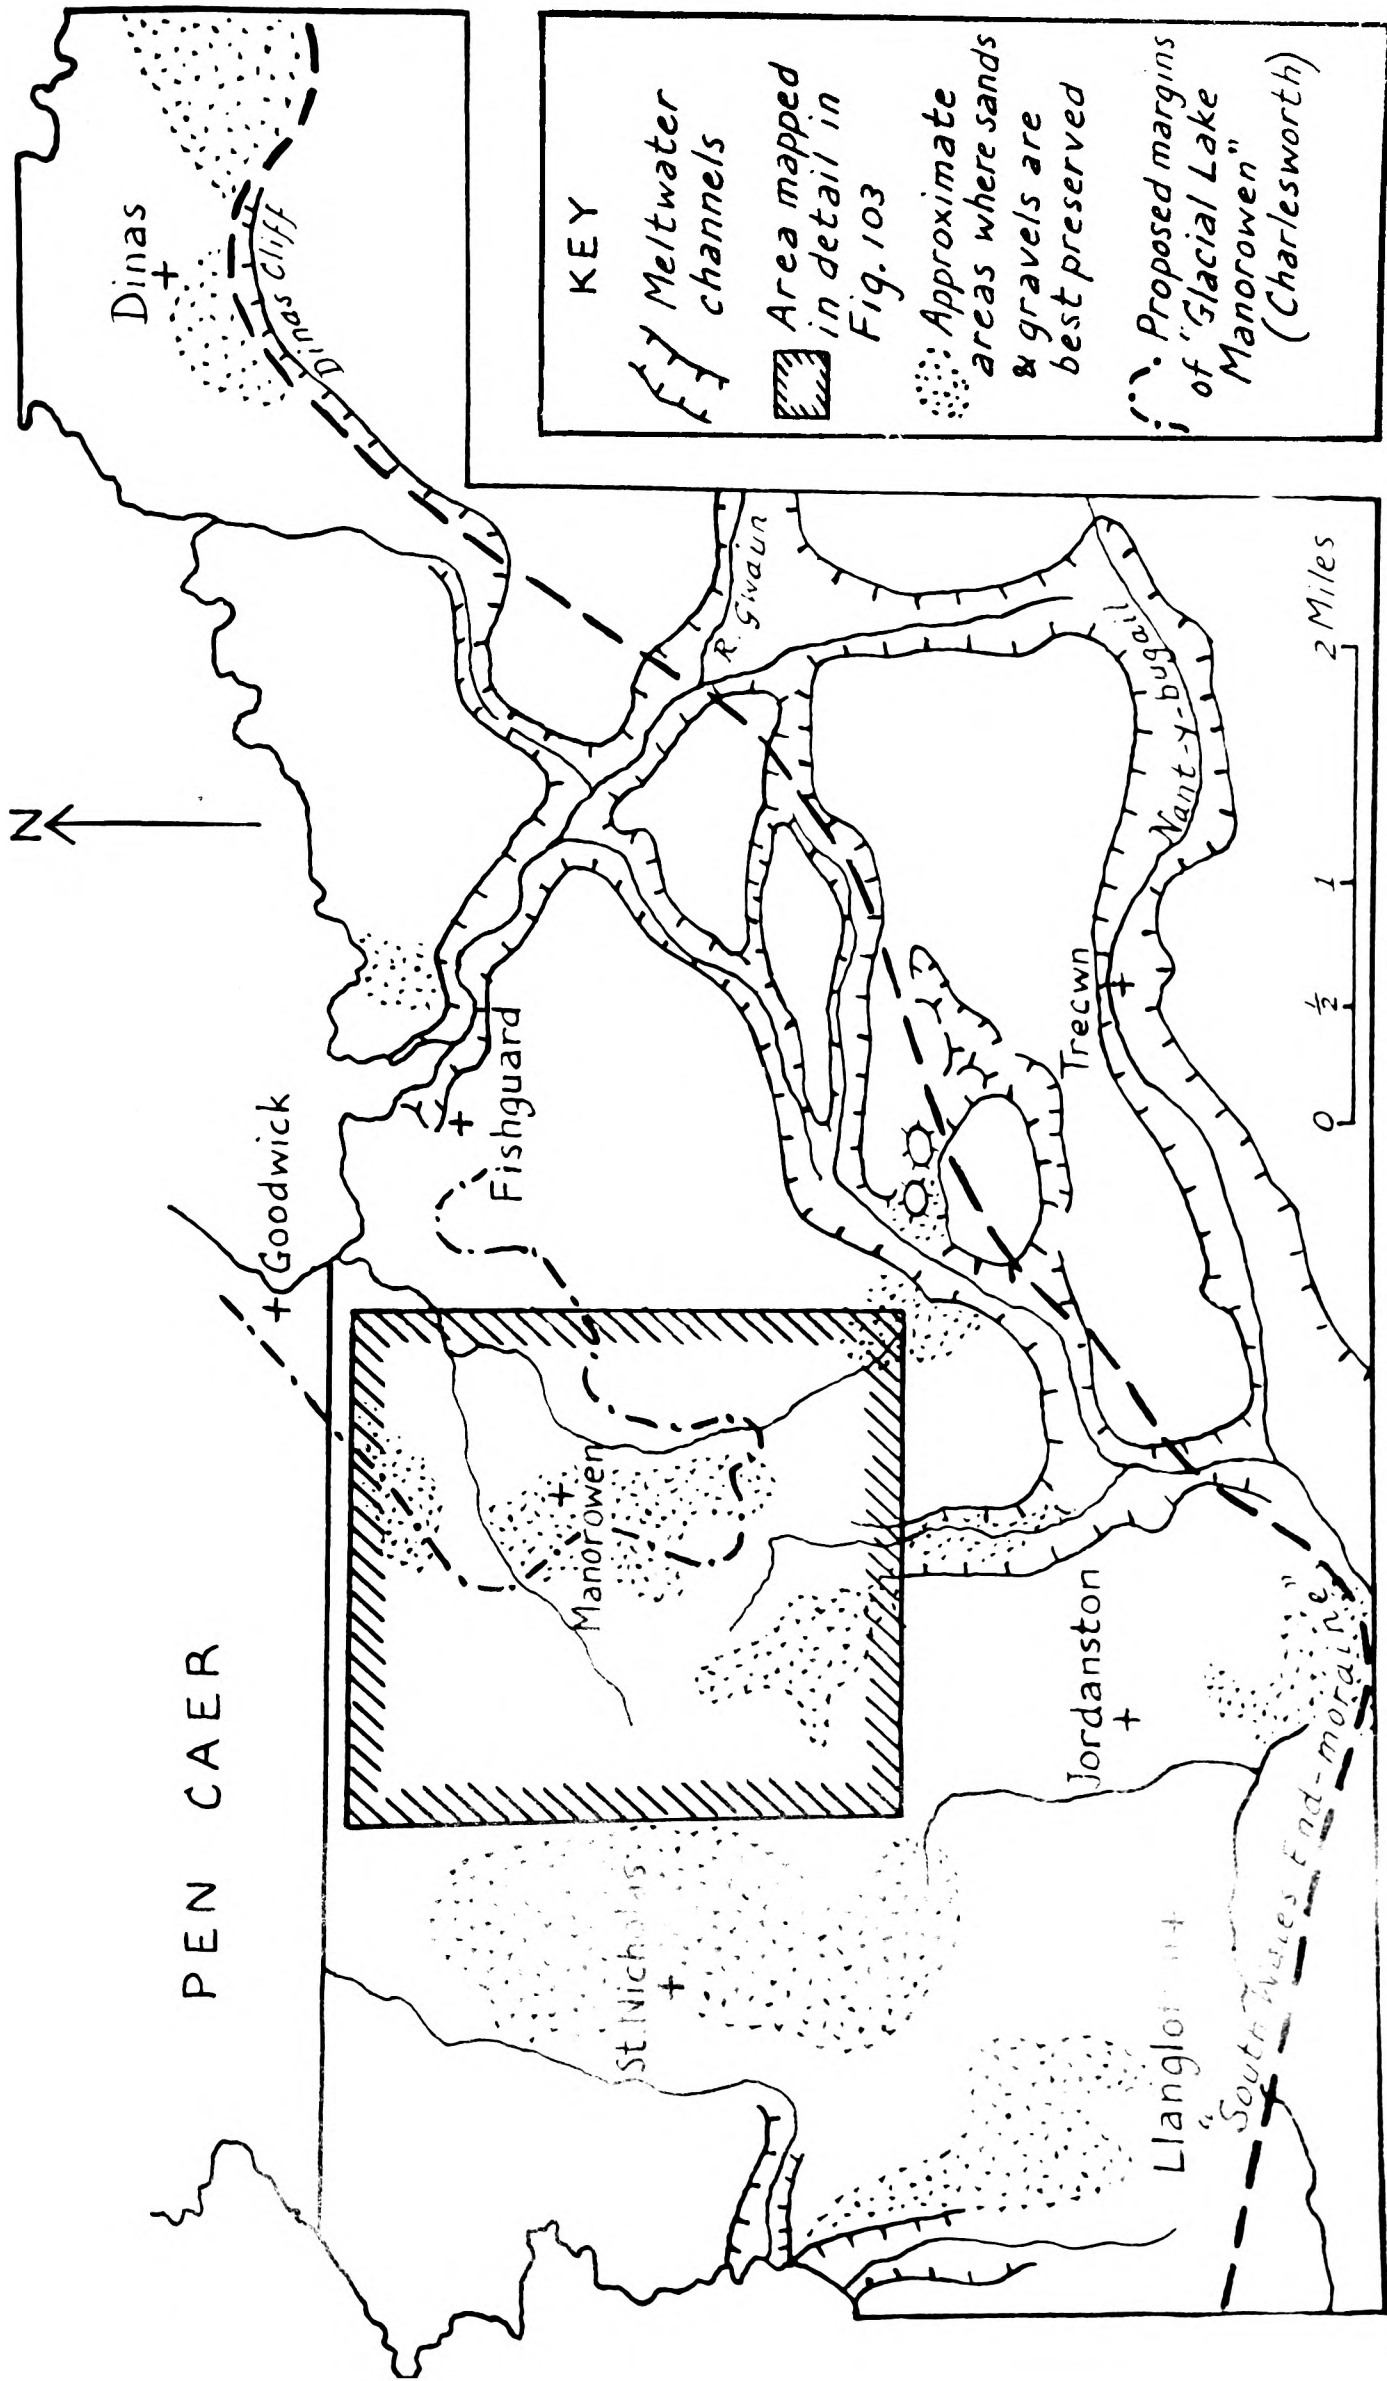 PEN CAER
N
Dinas
Dinas Cliff
Goodwick
Fishguard
Manorowen
St. Nicholas
R. Gwaun
Jordanston
Trecwn
Nant-y-bugail
"South Wales End-moraine"
0 ½ 1 2 Miles
KEY
Meltwater
channels
Area mapped
in detail in
Fig. 103
Approximate
areas where sands
& gravels are
best preserved
Proposed margins
of "Glacial Lake
Manorowen"
(Charlesworth)